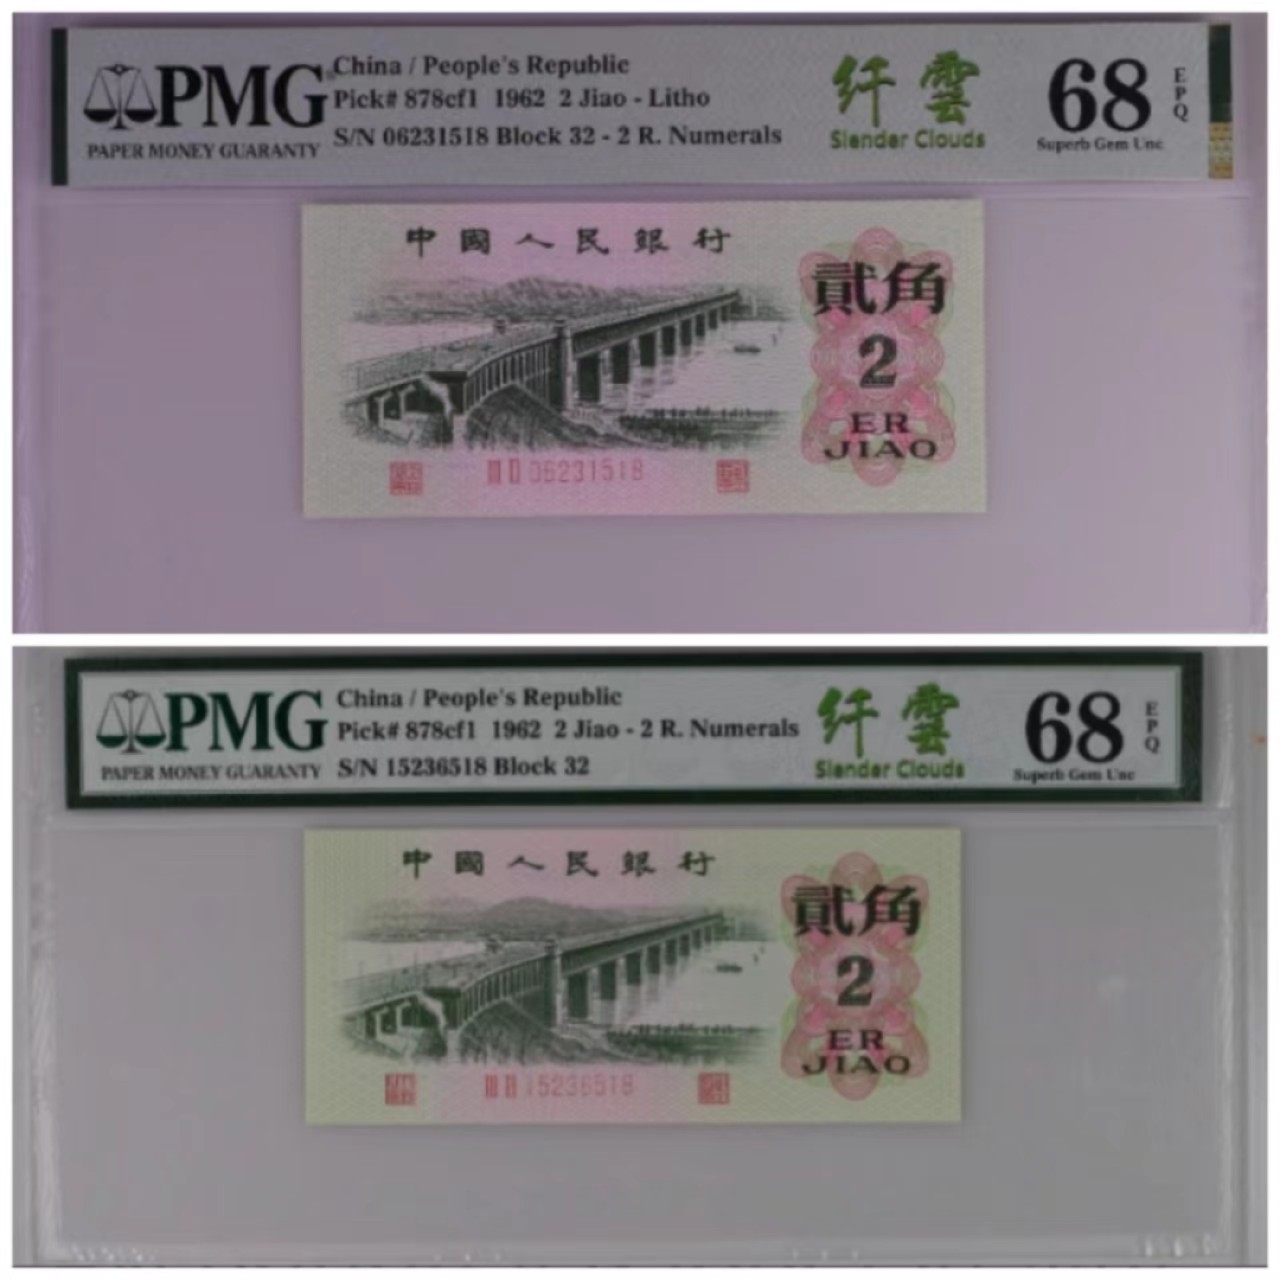 PMG
PAPER MONEY GUARANTY
China / People's Republic
Pick# 878cf1 1962 2 Jiao - Litho
S/N 06231518 Block 32 - 2 R. Numerals
纤雲
Slender Clouds
68
EPQ
Superb Gem Unc
中國人民銀行
貳角
2
ER
JIAO
III II 06231518
PMG
PAPER MONEY GUARANTY
China / People's Republic
Pick# 878cf1 1962 2 Jiao - 2 R. Numerals
S/N 15236518 Block 32
纤雲
Slender Clouds
68
EPQ
Superb Gem Unc
中國人民銀行
貳角
2
ER
JIAO
III II 15236518